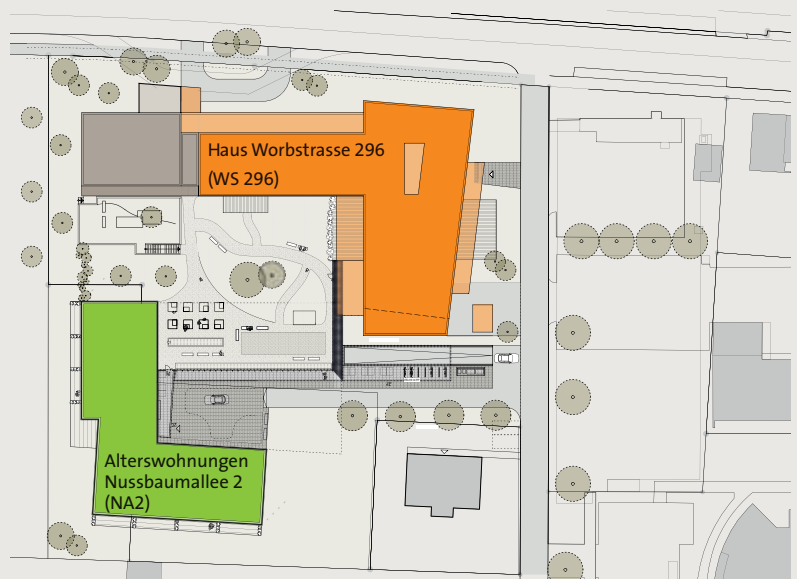 Haus Worbstrasse 296
(WS 296)
Alterswohnungen
Nussbaumallee 2
(NA2)